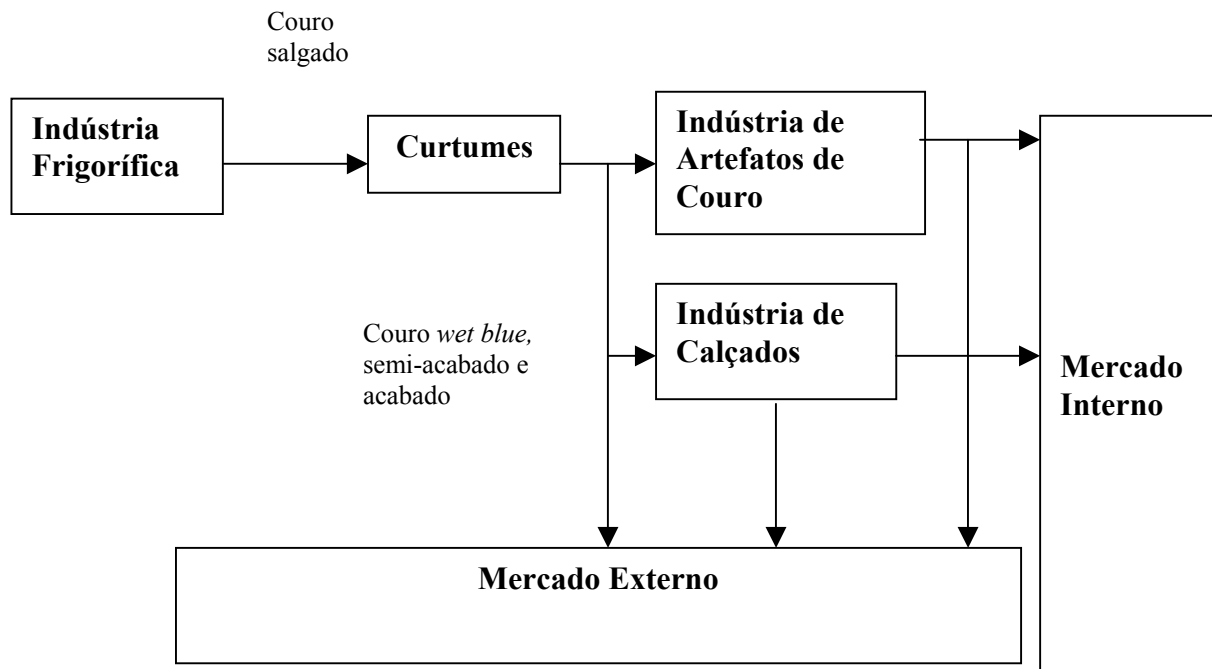 Couro
salgado
Indústria
Frigorífica
Curtumes
Indústria de
Artefatos de
Couro
Couro wet blue,
semi-acabado e
acabado
Indústria de
Calçados
Mercado
Interno
Mercado Externo